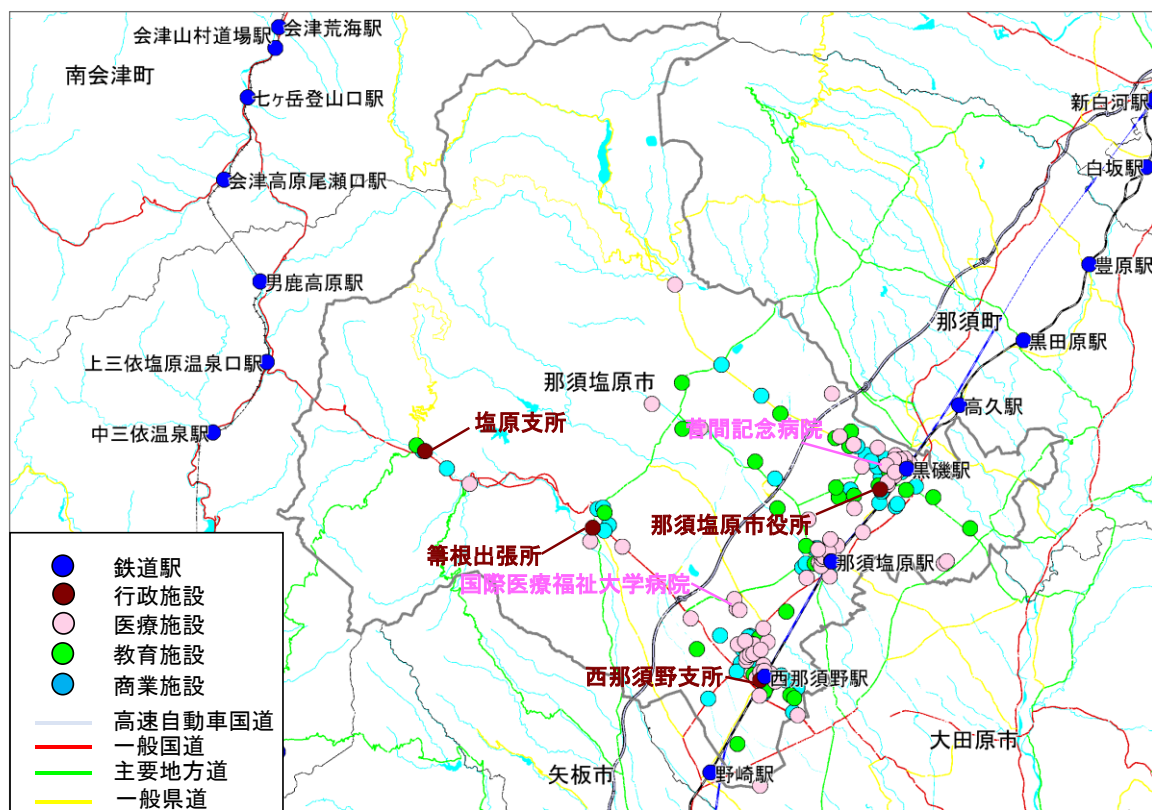 会津荒海駅
会津山村道場駅
南会津町
七ヶ岳登山口駅
新白河駅
白坂駅
会津高原尾瀬口駅
豊原駅
男鹿高原駅
那須町
黒田原駅
上三依塩原温泉口駅
那須塩原市
高久駅
塩原支所
菅間記念病院
中三依温泉駅
黒磯駅
那須塩原市役所
箒根出張所
那須塩原駅
国際医療福祉大学病院
西那須野支所
西那須野駅
大田原市
矢板市
野崎駅
鉄道駅
行政施設
医療施設
教育施設
商業施設
高速自動車国道
一般国道
主要地方道
一般県道